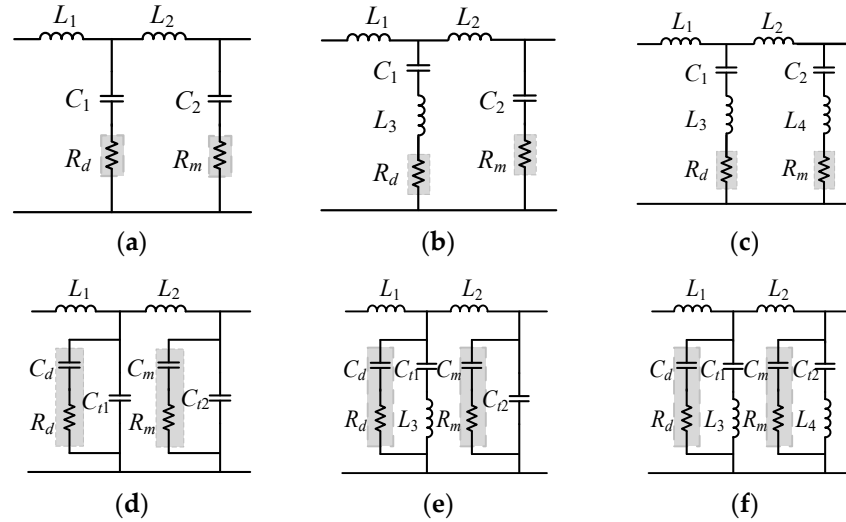 L1 L2
C1 C2
Rd Rm
(a)
L1 L2
C1
L3 C2
Rd Rm
(b)
L1 L2
C1 C2
L3 L4
Rd Rm
(c)
L1 L2
Cd Cm
Ct1 Ct2
Rd Rm
(d)
L1 L2
Cd Ct1 Cm
Ct2
Rd L3 Rm
(e)
L1 L2
Cd Ct1 Cm Ct2
Rd L3 Rm L4
(f)